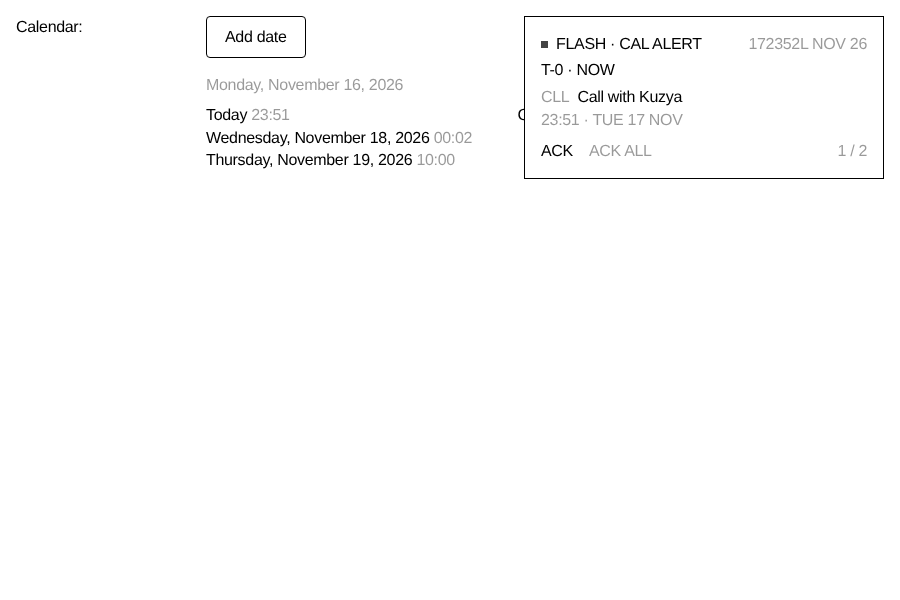 Calendar:
Add date
Monday, November 16, 2026
Today 23:51
Wednesday, November 18, 2026 00:02
Thursday, November 19, 2026 10:00
FLASH · CAL ALERT 172352L NOV 26
T-0 · NOW
CLL Call with Kuzya
23:51 · TUE 17 NOV
ACK ACK ALL 1 / 2